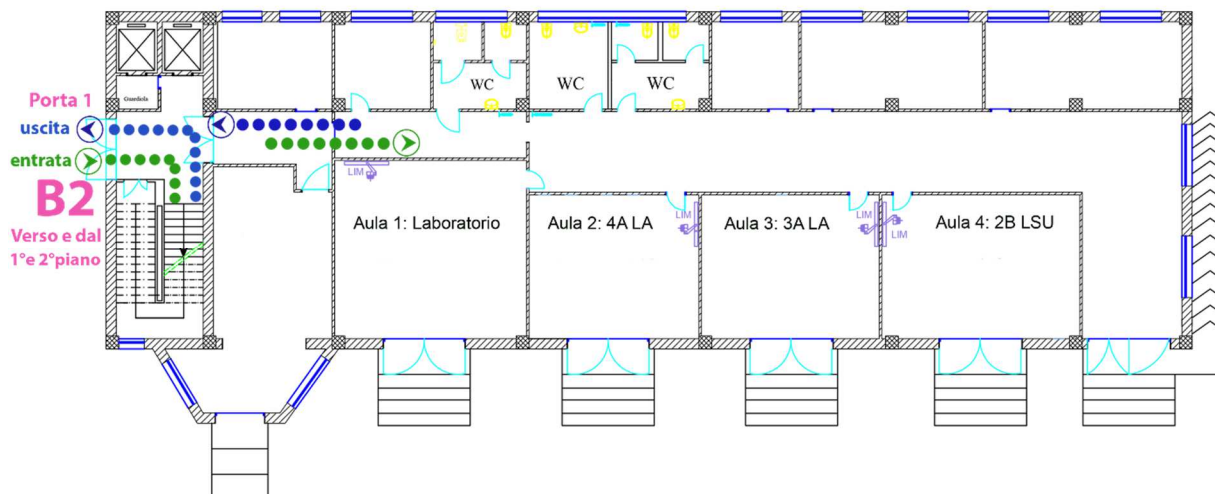 Guardiola
WC
WC
WC
Porta 1
uscita
entrata
B2
Verso e dal
1°e 2°piano
LIM
Aula 1: Laboratorio
Aula 2: 4A LA
LIM
Aula 3: 3A LA
LIM
LIM
Aula 4: 2B LSU